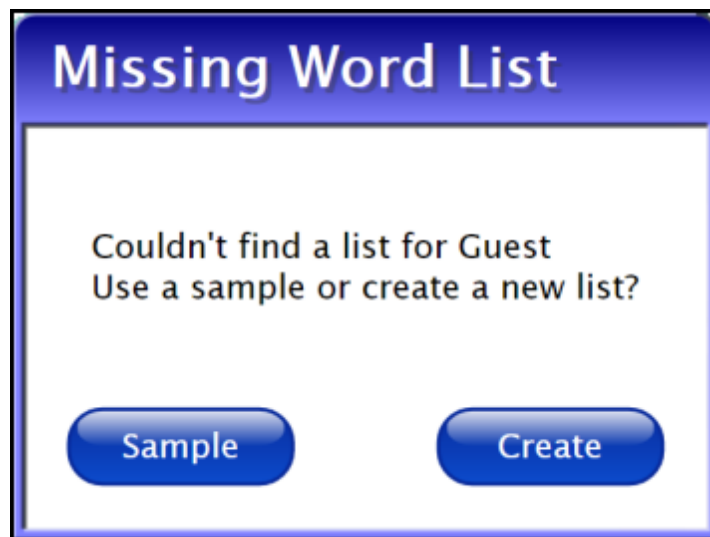 Missing Word List
Couldn't find a list for Guest
Use a sample or create a new list?
Sample
Create